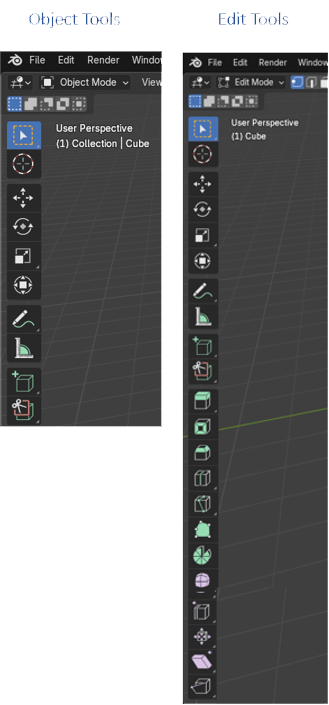 Object Tools
File Edit Render Window
Object Mode View
User Perspective
(1) Collection | Cube
Edit Tools
File Edit Render Window
Edit Mode
User Perspective
(1) Cube